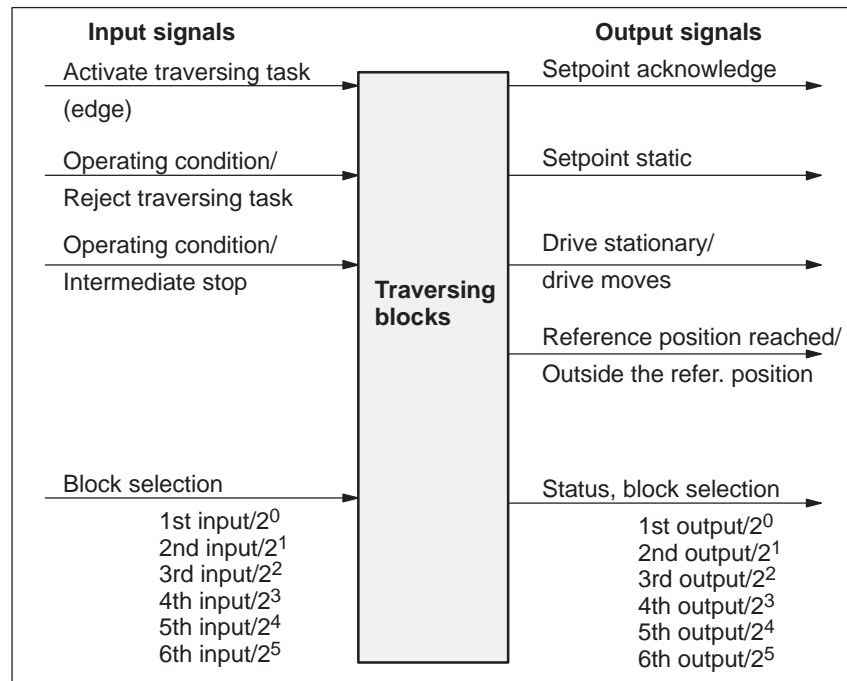 Input signals
Activate traversing task
(edge)
Operating condition/
Reject traversing task
Operating condition/
Intermediate stop
Block selection
1st input/2⁰
2nd input/2¹
3rd input/2²
4th input/2³
5th input/2⁴
6th input/2⁵
Traversing
blocks
Output signals
Setpoint acknowledge
Setpoint static
Drive stationary/
drive moves
Reference position reached/
Outside the refer. position
Status, block selection
1st output/2⁰
2nd output/2¹
3rd output/2²
4th output/2³
5th output/2⁴
6th output/2⁵